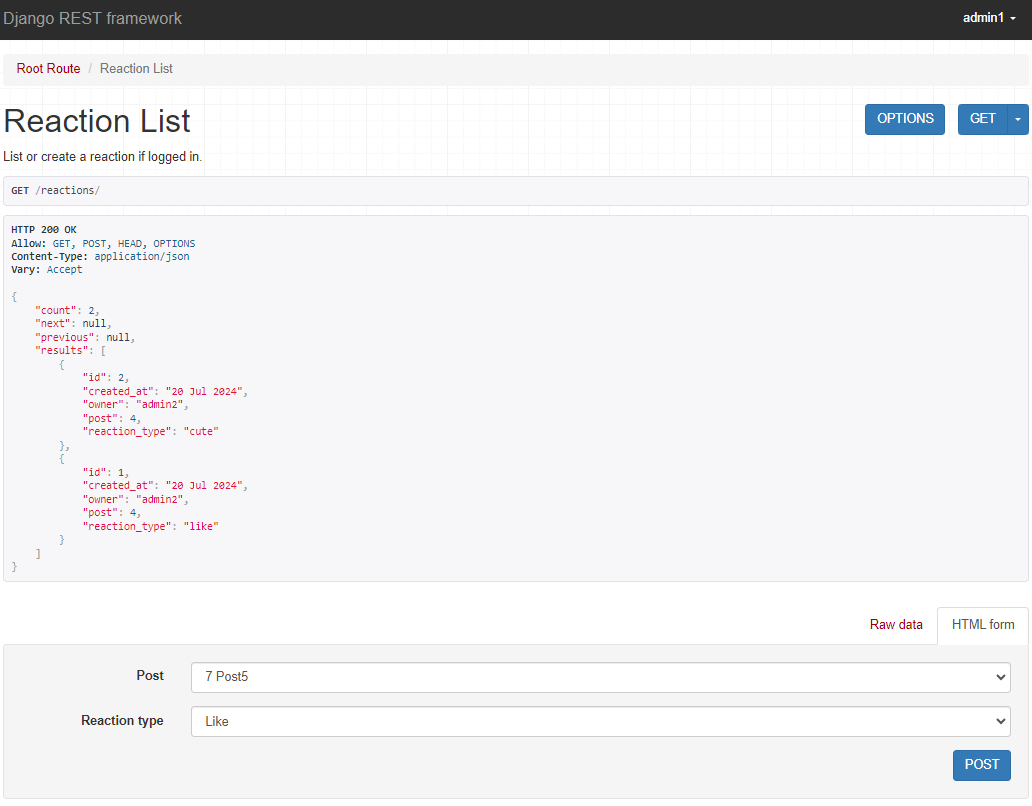 Django REST framework
admin1
Root Route / Reaction List
Reaction List
OPTIONS
GET
List or create a reaction if logged in.
GET /reactions/
HTTP 200 OK
Allow: GET, POST, HEAD, OPTIONS
Content-Type: application/json
Vary: Accept
{
    "count": 2,
    "next": null,
    "previous": null,
    "results": [
        {
            "id": 2,
            "created_at": "20 Jul 2024",
            "owner": "admin2",
            "post": 4,
            "reaction_type": "cute"
        },
        {
            "id": 1,
            "created_at": "20 Jul 2024",
            "owner": "admin2",
            "post": 4,
            "reaction_type": "like"
        }
    ]
}
Raw data
HTML form
Post
7 Post5
Reaction type
Like
POST